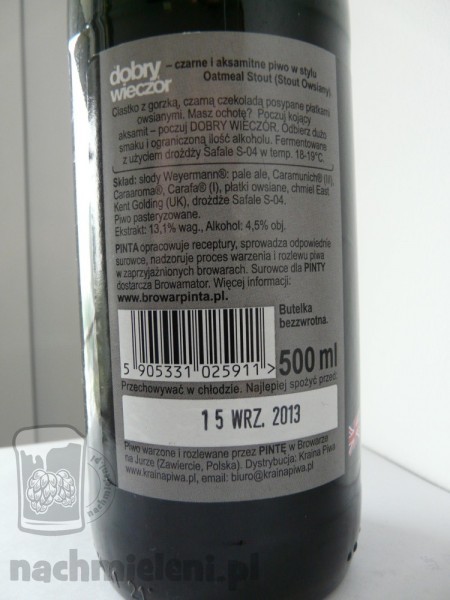 dobry
wieczór
– czarne i aksamitne piwo w stylu
Oatmeal Stout (Stout Owsiany).
Ciastko z gorzką, czarną czekoladą posypane płatkami
owsianymi. Masz ochotę? Poczuj kojący
aksamit – poczuj DOBRY WIECZÓR. Odbierz dużo
smaku i ograniczoną ilość alkoholu. Fermentowane
z użyciem drożdży Safale S-04 w temp. 18-19°C.
Skład: słody Weyermann®: pale ale, Caramunich®
Caraaroma®, Carafa® (I), płatki owsiane, chmiel East
Kent Golding (UK), drożdże Safale S-04.
Piwo pasteryzowane.
Ekstrakt: 13,1% wag., Alkohol: 4,5% obj.
PINTA opracowuje receptury, sprowadza odpowiednie
surowce, nadzoruje proces warzenia i rozlewu piwa
w zaprzyjaźnionych browarach. Surowce dla PINTY
dostarcza Browamator. Więcej informacji:
www.browarpinta.pl.
Butelka
bezzwrotna.
5 905331 025911 >
500 ml
Przechowywać w chłodzie. Najlepiej spożyć przed:
15 WRZ. 2013
Piwo warzone i rozlewane przez PINTĘ w Browarze
na Jurze (Zawiercie, Polska). Dystrybucja: Kraina Piwa
www.krainapiwa.pl, email: biuro@krainapiwa.pl
nachmieleni.pl